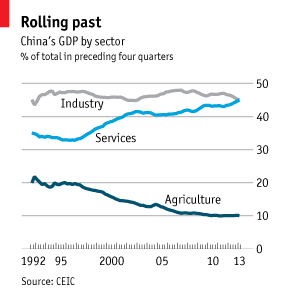 Rolling past
China's GDP by sector
% of total in preceding four quarters
50
Industry
40
Services
30
20
Agriculture
10
0
1992 95 2000 05 10 13
Source: CEIC